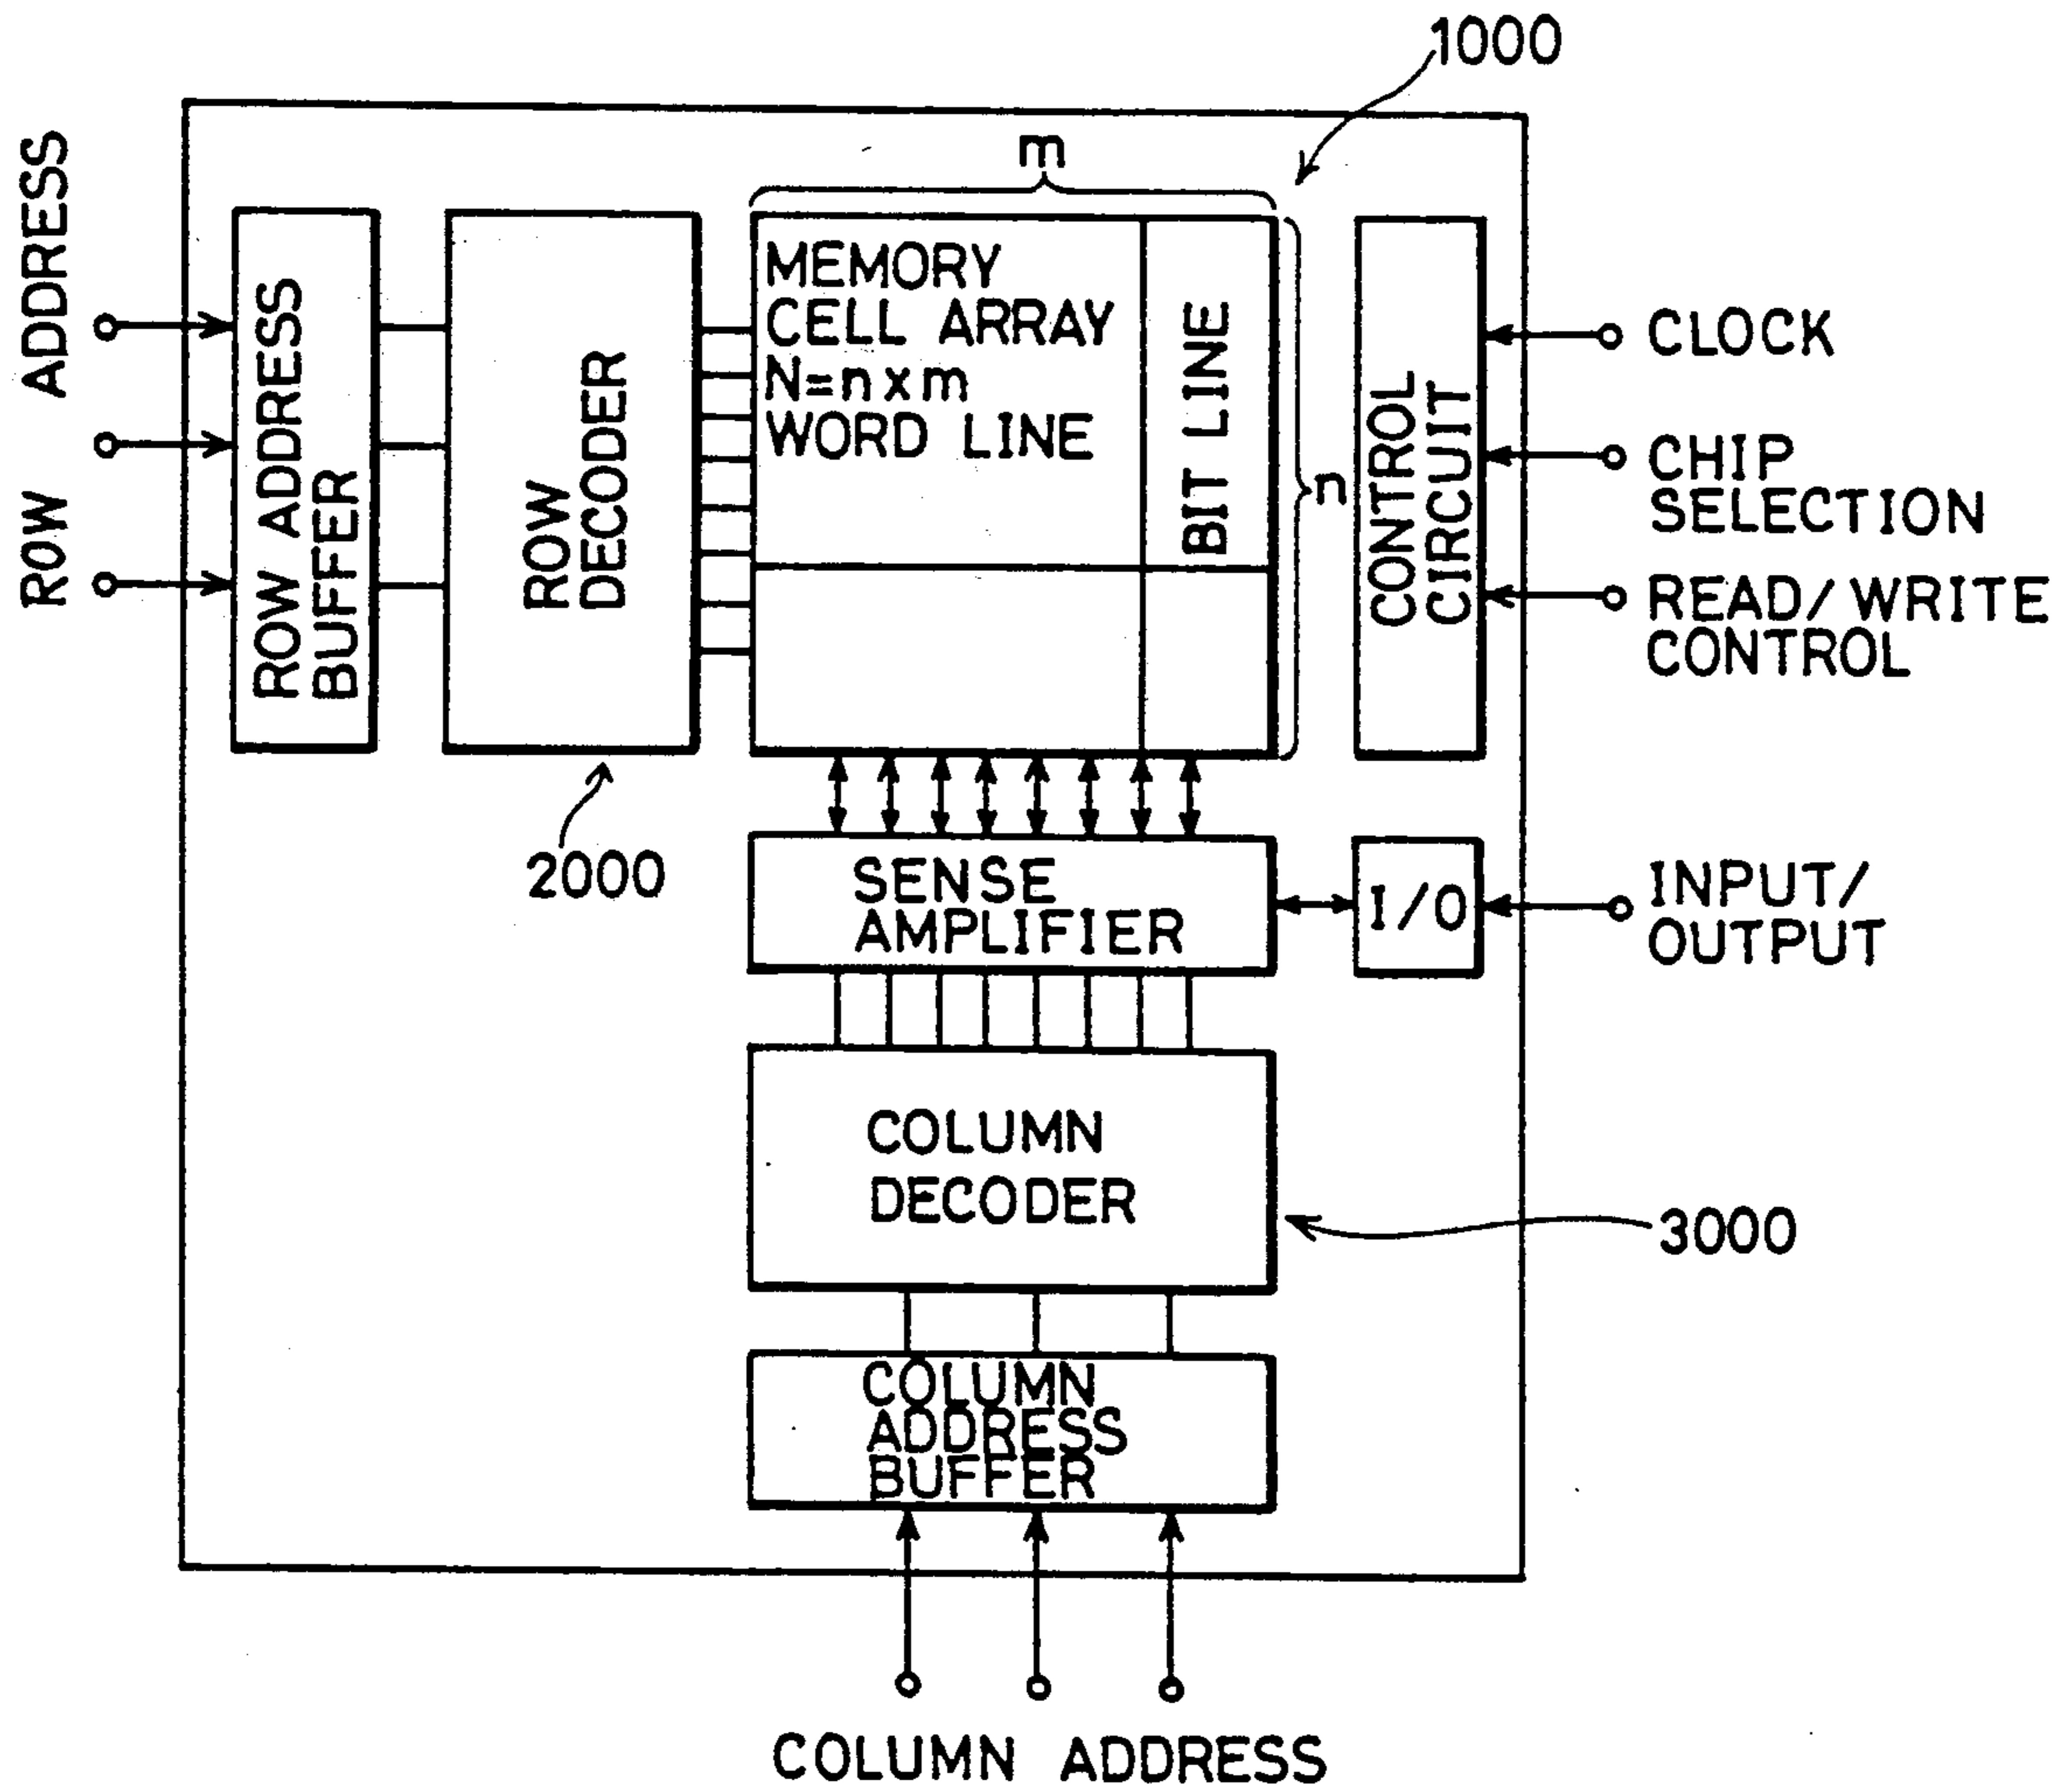 1000
m
ROW ADDRESS
ROW ADDRESS
BUFFER
ROW
DECODER
MEMORY
CELL ARRAY
N=n×m
WORD LINE
BIT LINE
n
CONTROL
CIRCUIT
CLOCK
CHIP
SELECTION
READ/WRITE
CONTROL
2000
SENSE
AMPLIFIER
I/O
INPUT/
OUTPUT
COLUMN
DECODER
3000
COLUMN
ADDRESS
BUFFER
COLUMN ADDRESS